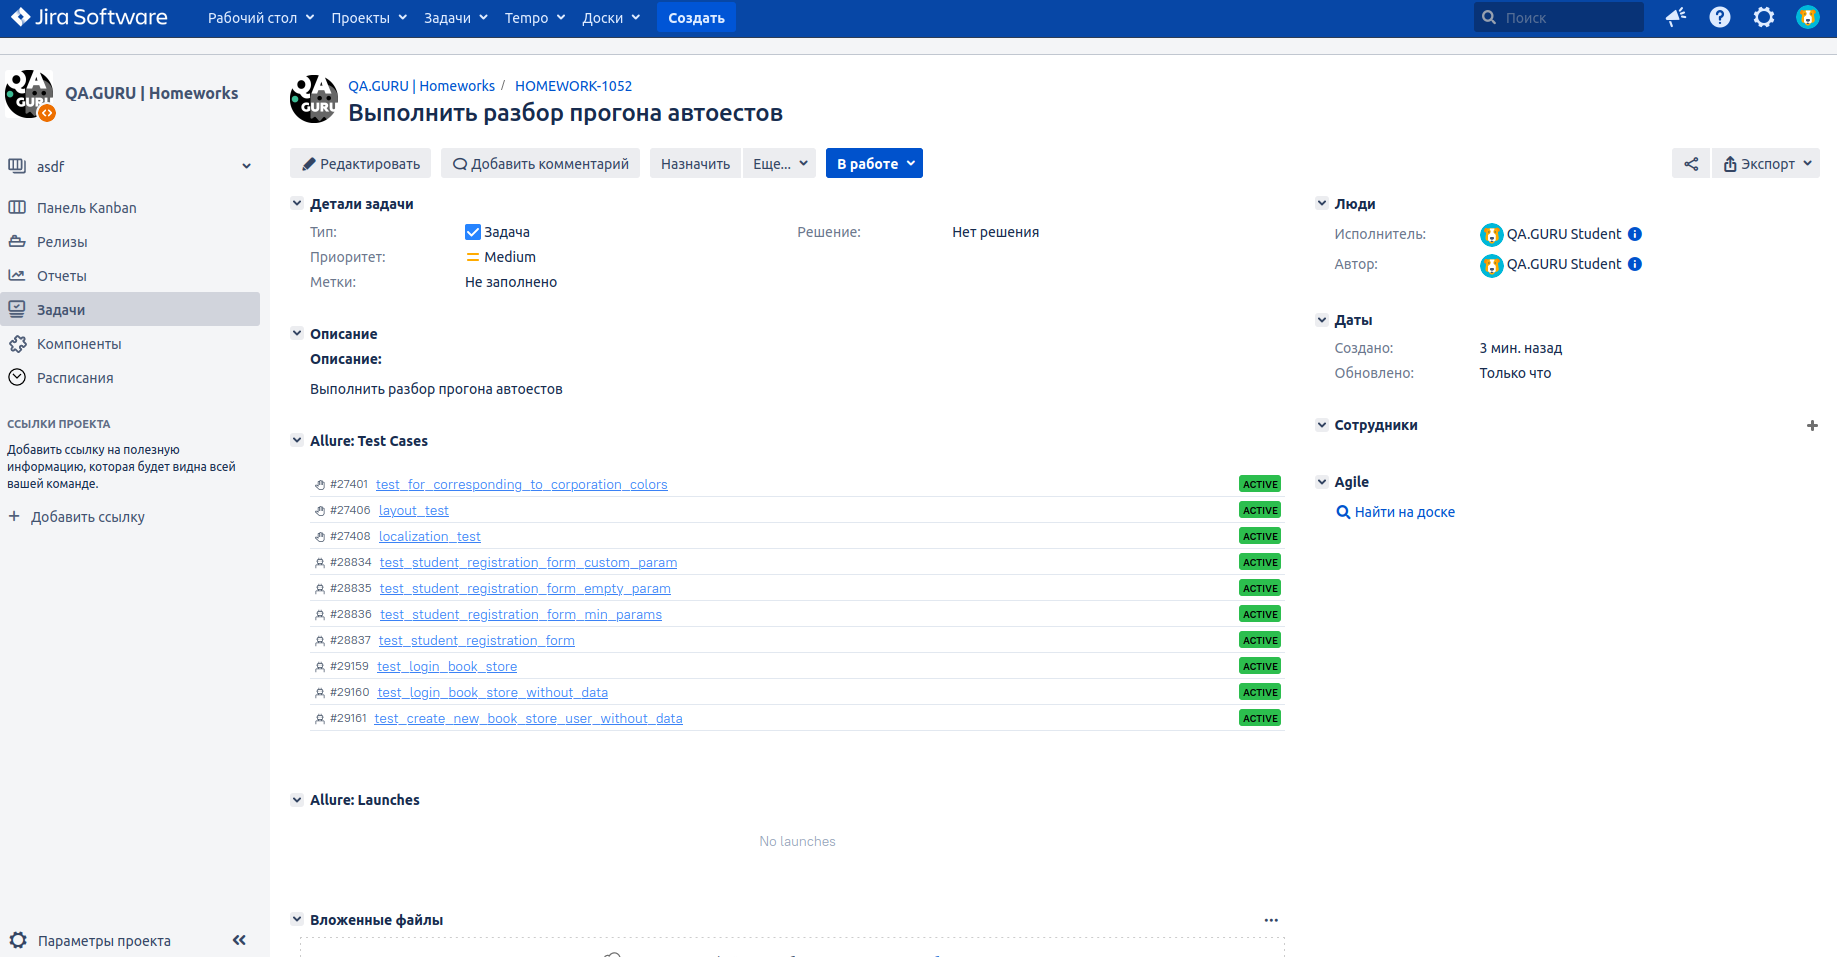 Jira Software Рабочий стол Проекты Задачи Tempo Доски Создать Поиск
QA GURU
QA.GURU | Homeworks
asdf
Панель Kanban
Релизы
Отчеты
Задачи
Компоненты
Расписания
ССЫЛКИ ПРОЕКТА
Добавить ссылку на полезную
информацию, которая будет видна всей
вашей команде.
Добавить ссылку
Параметры проекта
QA GURU
QA.GURU | Homeworks / HOMEWORK-1052
Выполнить разбор прогона автоестов
Редактировать Добавить комментарий Назначить Еще... В работе Экспорт
Детали задачи
Тип: Задача Решение: Нет решения
Приоритет: Medium
Метки: Не заполнено
Описание
Описание:
Выполнить разбор прогона автоестов
Allure: Test Cases
#27401 test_for_corresponding_to_corporation_colors ACTIVE
#27406 layout_test ACTIVE
#27408 localization_test ACTIVE
#28834 test_student_registration_form_custom_param ACTIVE
#28835 test_student_registration_form_empty_param ACTIVE
#28836 test_student_registration_form_min_params ACTIVE
#28837 test_student_registration_form ACTIVE
#29159 test_login_book_store ACTIVE
#29160 test_login_book_store_without_data ACTIVE
#29161 test_create_new_book_store_user_without_data ACTIVE
Allure: Launches
No launches
Вложенные файлы
Люди
Исполнитель: QA.GURU Student
Автор: QA.GURU Student
Даты
Создано: 3 мин. назад
Обновлено: Только что
Сотрудники
Agile
Найти на доске